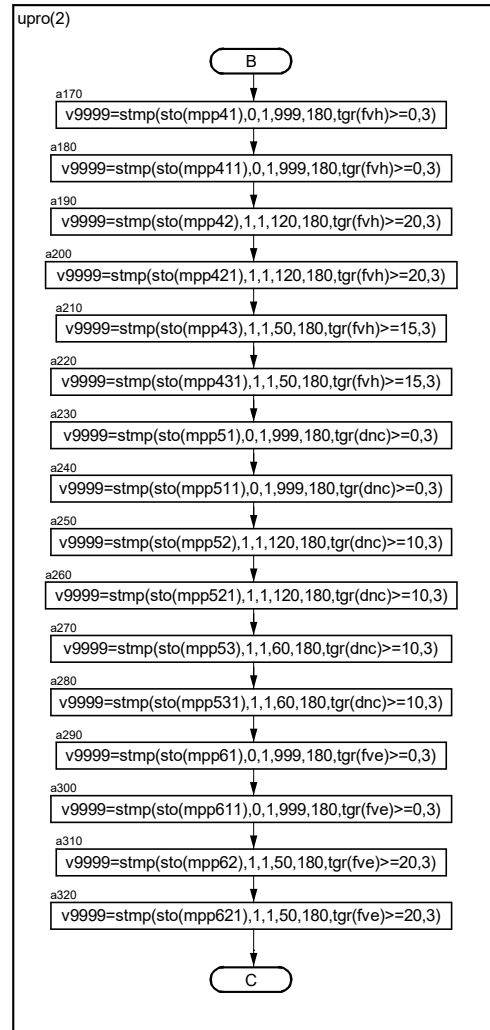 upro(2)
B
a170
v9999=stmp(sto(mpp41),0,1,999,180,tgr(fvh)>=0,3)
a180
v9999=stmp(sto(mpp411),0,1,999,180,tgr(fvh)>=0,3)
a190
v9999=stmp(sto(mpp42),1,1,120,180,tgr(fvh)>=20,3)
a200
v9999=stmp(sto(mpp421),1,1,120,180,tgr(fvh)>=20,3)
a210
v9999=stmp(sto(mpp43),1,1,50,180,tgr(fvh)>=15,3)
a220
v9999=stmp(sto(mpp431),1,1,50,180,tgr(fvh)>=15,3)
a230
v9999=stmp(sto(mpp51),0,1,999,180,tgr(dnc)>=0,3)
a240
v9999=stmp(sto(mpp511),0,1,999,180,tgr(dnc)>=0,3)
a250
v9999=stmp(sto(mpp52),1,1,120,180,tgr(dnc)>=10,3)
a260
v9999=stmp(sto(mpp521),1,1,120,180,tgr(dnc)>=10,3)
a270
v9999=stmp(sto(mpp53),1,1,60,180,tgr(dnc)>=10,3)
a280
v9999=stmp(sto(mpp531),1,1,60,180,tgr(dnc)>=10,3)
a290
v9999=stmp(sto(mpp61),0,1,999,180,tgr(fve)>=0,3)
a300
v9999=stmp(sto(mpp611),0,1,999,180,tgr(fve)>=0,3)
a310
v9999=stmp(sto(mpp62),1,1,50,180,tgr(fve)>=20,3)
a320
v9999=stmp(sto(mpp621),1,1,50,180,tgr(fve)>=20,3)
C